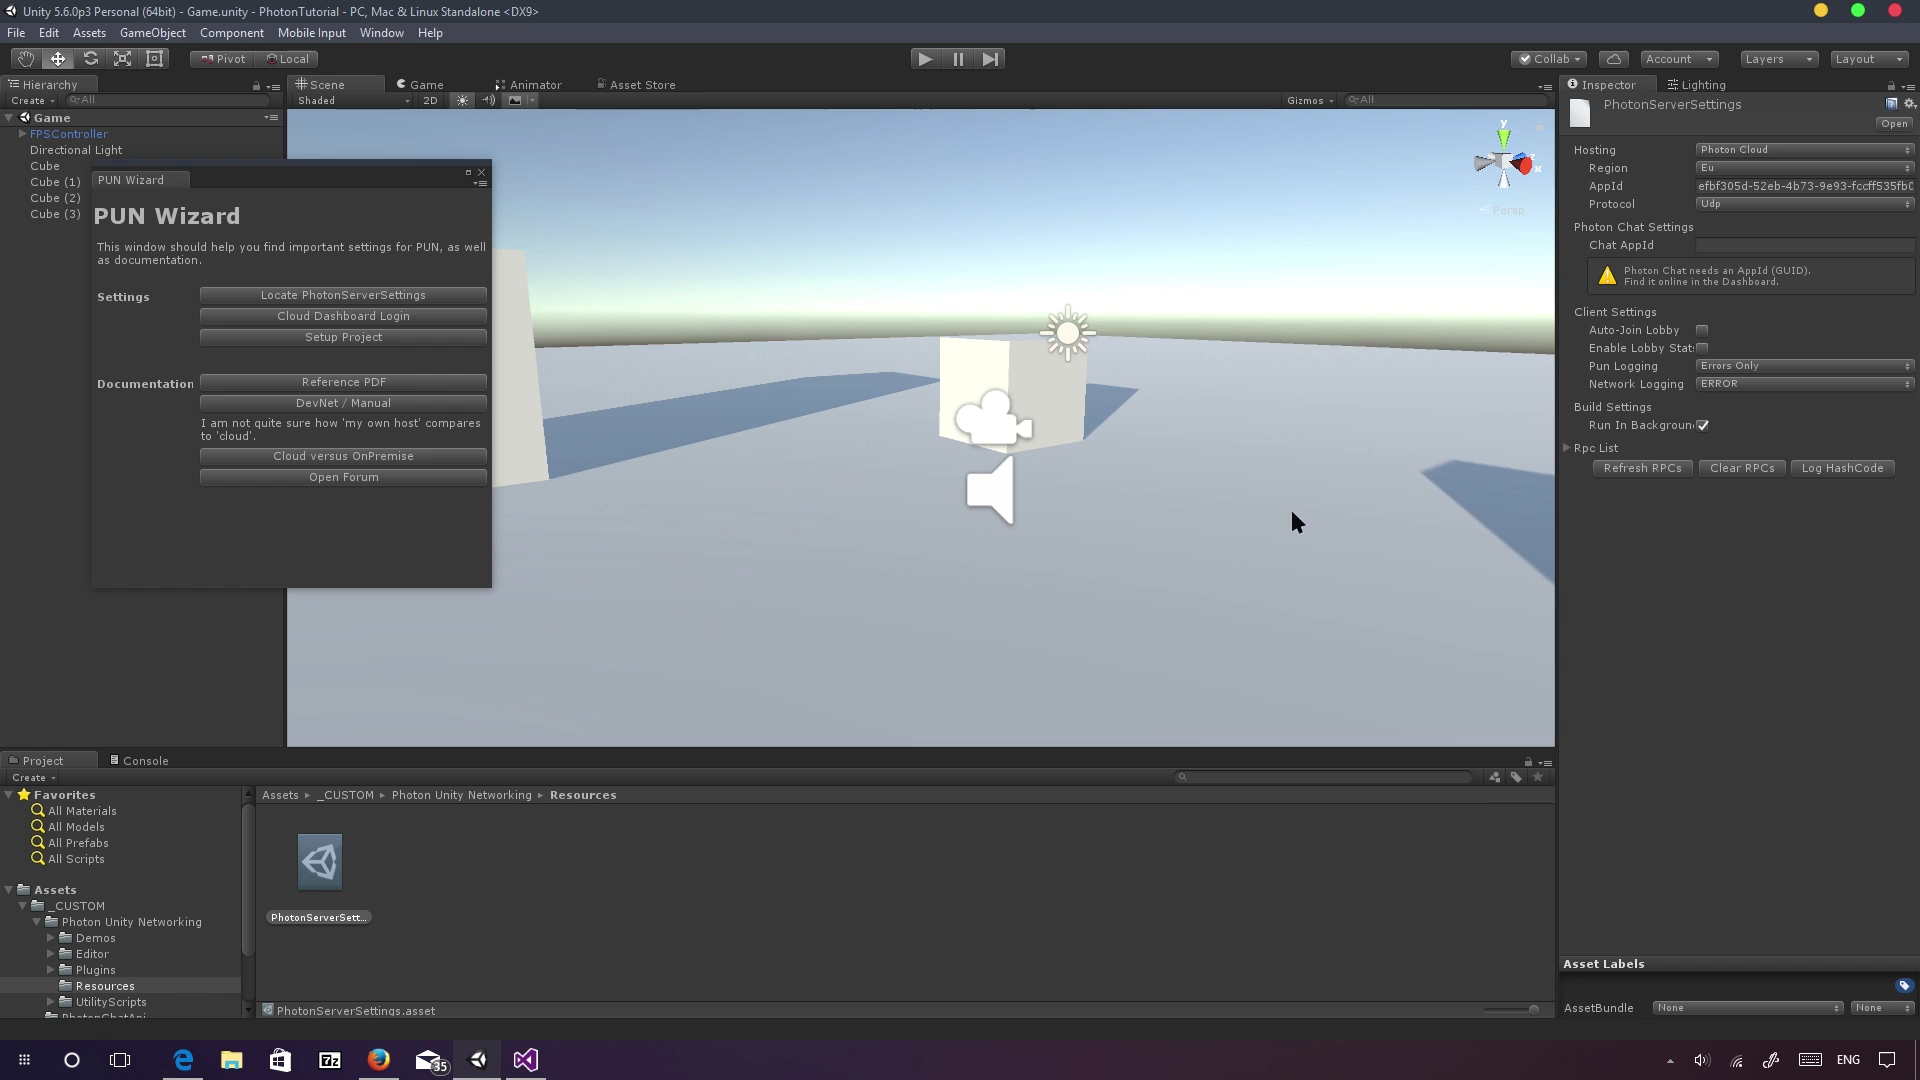 Unity 5.6.0p3 Personal (64bit) - Game.unity - PhotonTutorial - PC, Mac & Linux Standalone <DX9>
File Edit Assets GameObject Component Mobile Input Window Help
Pivot Local Collab Account Layers Layout
Hierarchy Scene Game Animator Asset Store Inspector Lighting
Create All Shaded 2D Gizmos All
Game
FPSController
Directional Light
Cube
Cube (1)
Cube (2)
Cube (3)
PUN Wizard
PUN Wizard
This window should help you find important settings for PUN, as well
as documentation.
Settings Locate PhotonServerSettings
Cloud Dashboard Login
Setup Project
Documentation Reference PDF
DevNet / Manual
I am not quite sure how 'my own host' compares
to 'cloud'.
Cloud versus OnPremise
Open Forum
y
x
Persp
PhotonServerSettings
Open
Hosting Photon Cloud
Region Eu
AppId efbf305d-52eb-4b73-9e93-fccff535fb0
Protocol Udp
Photon Chat Settings
Chat AppId
Photon Chat needs an AppId (GUID).
Find it online in the Dashboard.
Client Settings
Auto-Join Lobby
Enable Lobby Stat
Pun Logging Errors Only
Network Logging ERROR
Build Settings
Run In Backgroun
Rpc List
Refresh RPCs Clear RPCs Log HashCode
Project Console
Create
Favorites
All Materials
All Models
All Prefabs
All Scripts
Assets
_CUSTOM
Photon Unity Networking
Demos
Editor
Plugins
Resources
UtilityScripts
PhotonChatApi
Assets _CUSTOM Photon Unity Networking Resources
PhotonServerSett...
PhotonServerSettings.asset
Asset Labels
AssetBundle None None
7z 35 ENG